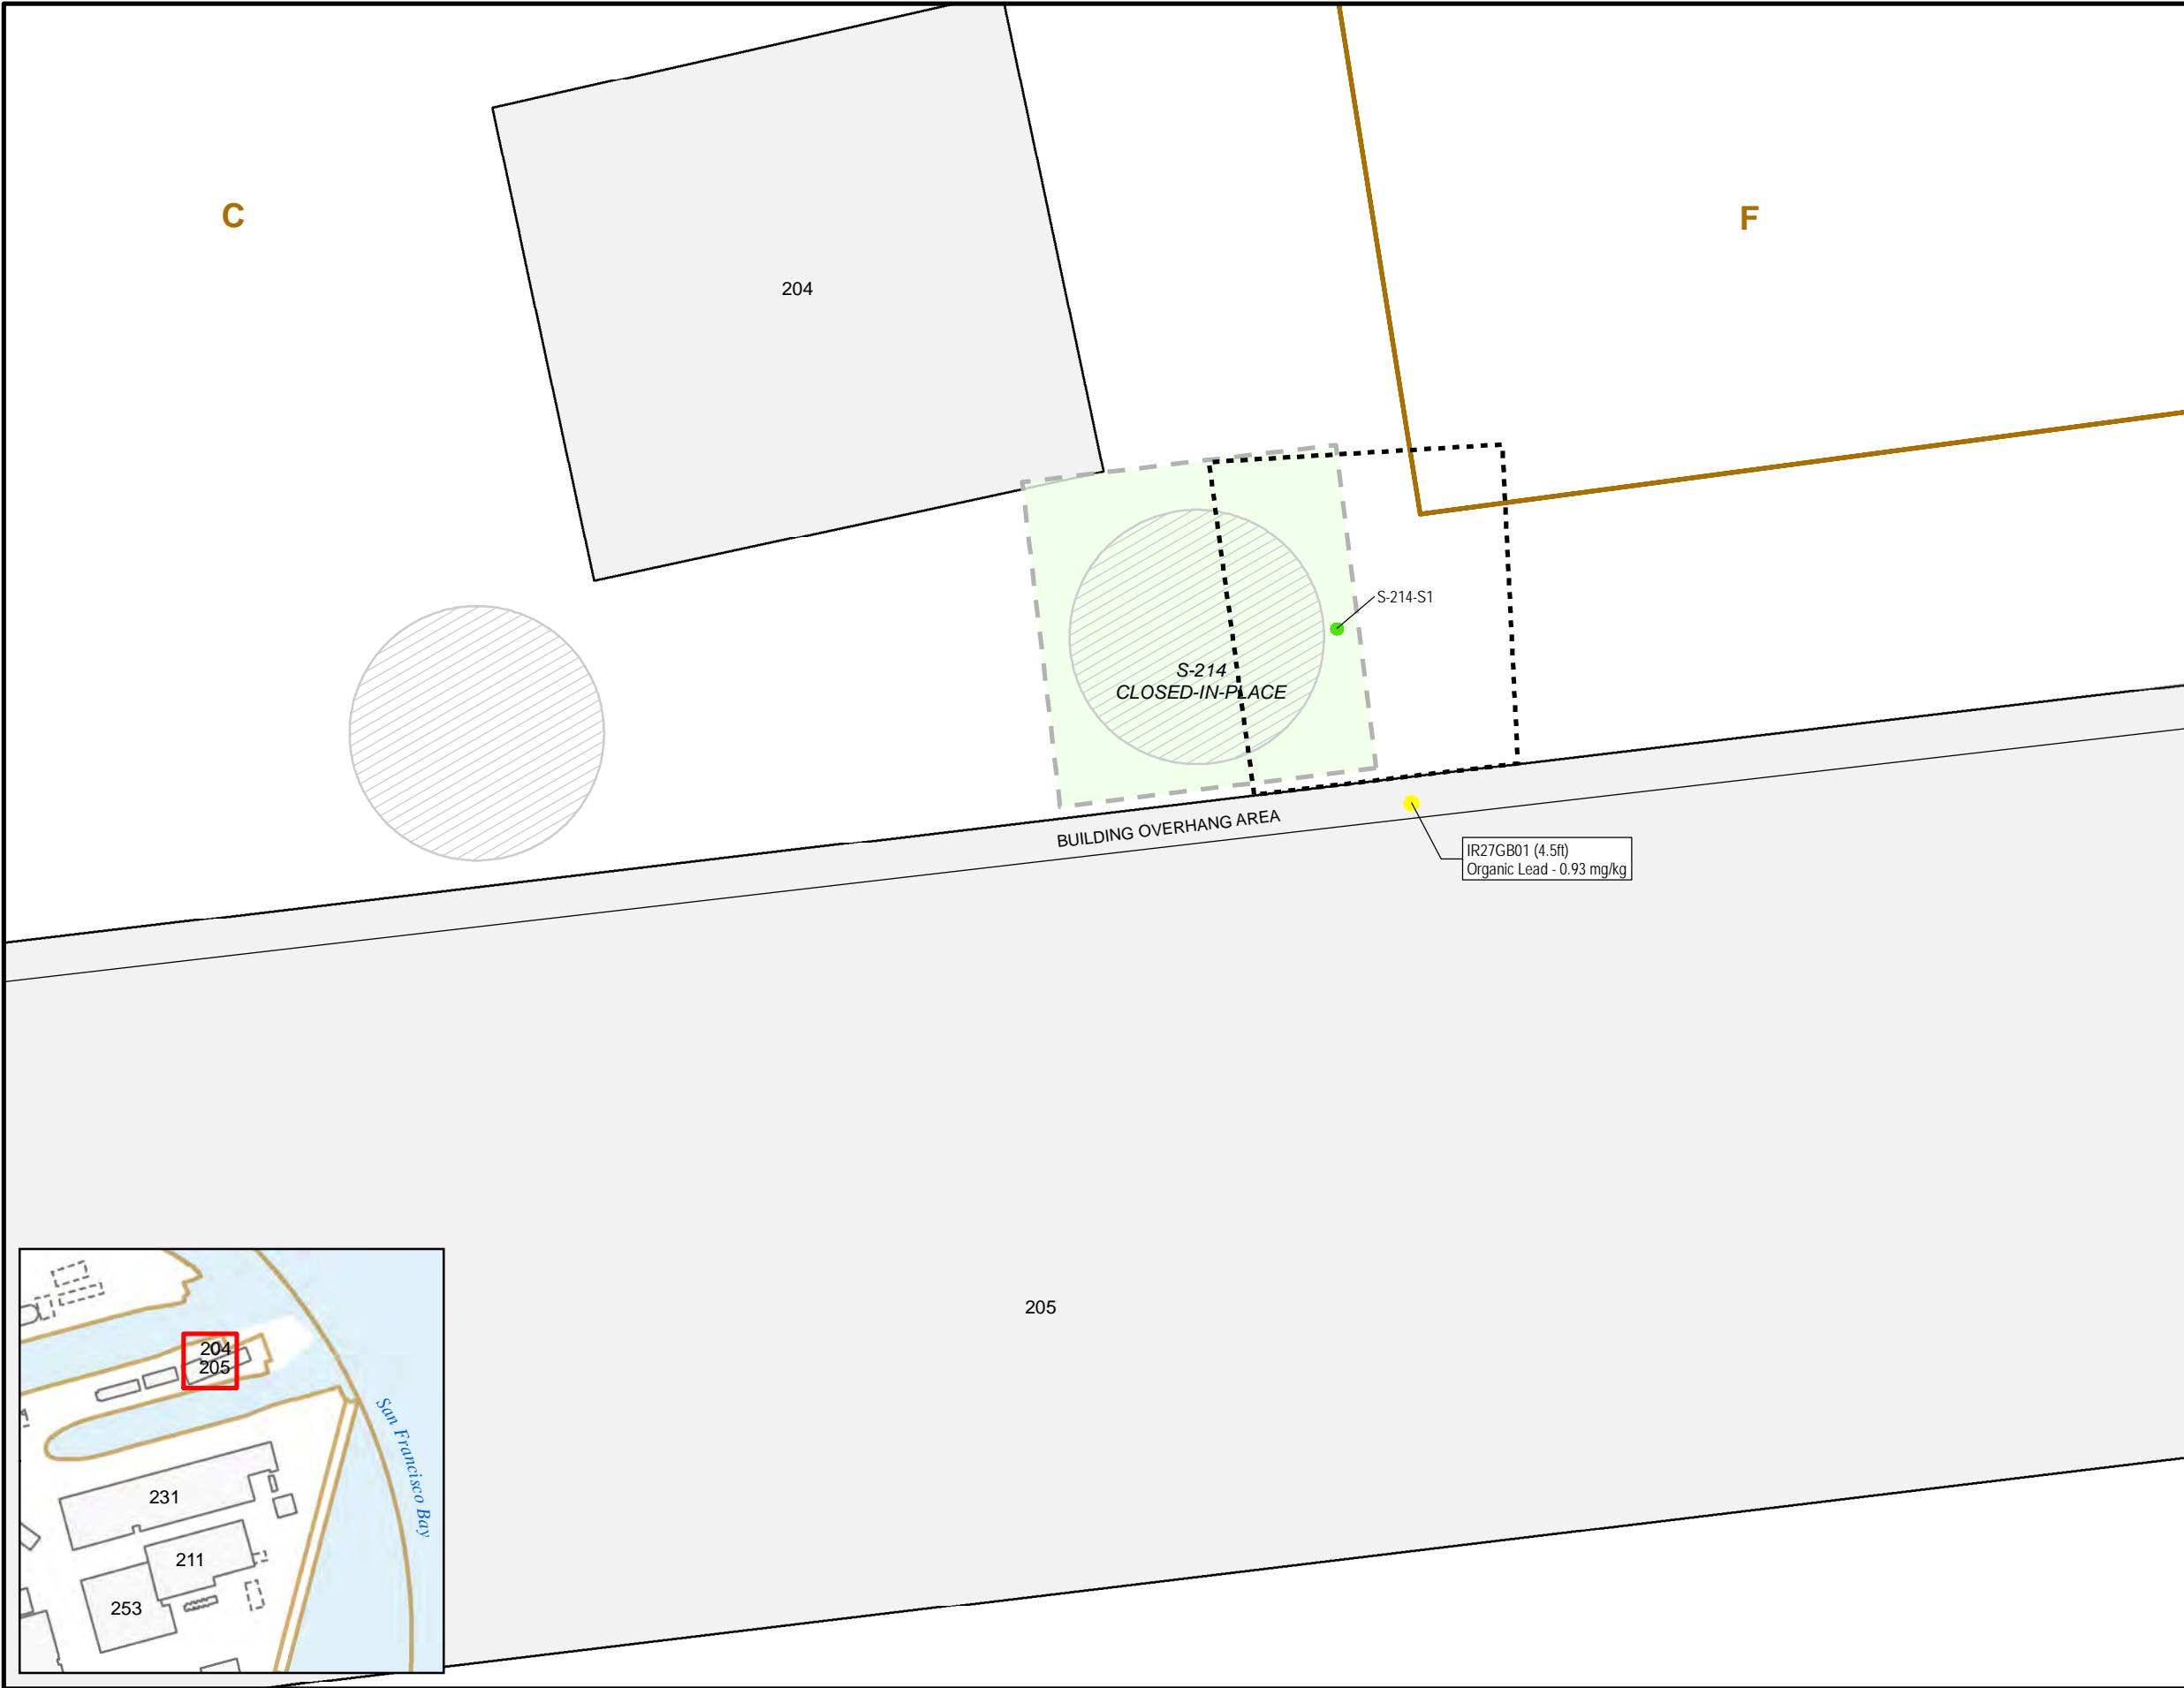 C
F
204
S-214-S1
S-214
CLOSED-IN-PLACE
BUILDING OVERHANG AREA
IR27GB01 (4.5ft)
Organic Lead - 0.93 mg/kg
205
204
205
San Francisco Bay
231
211
253